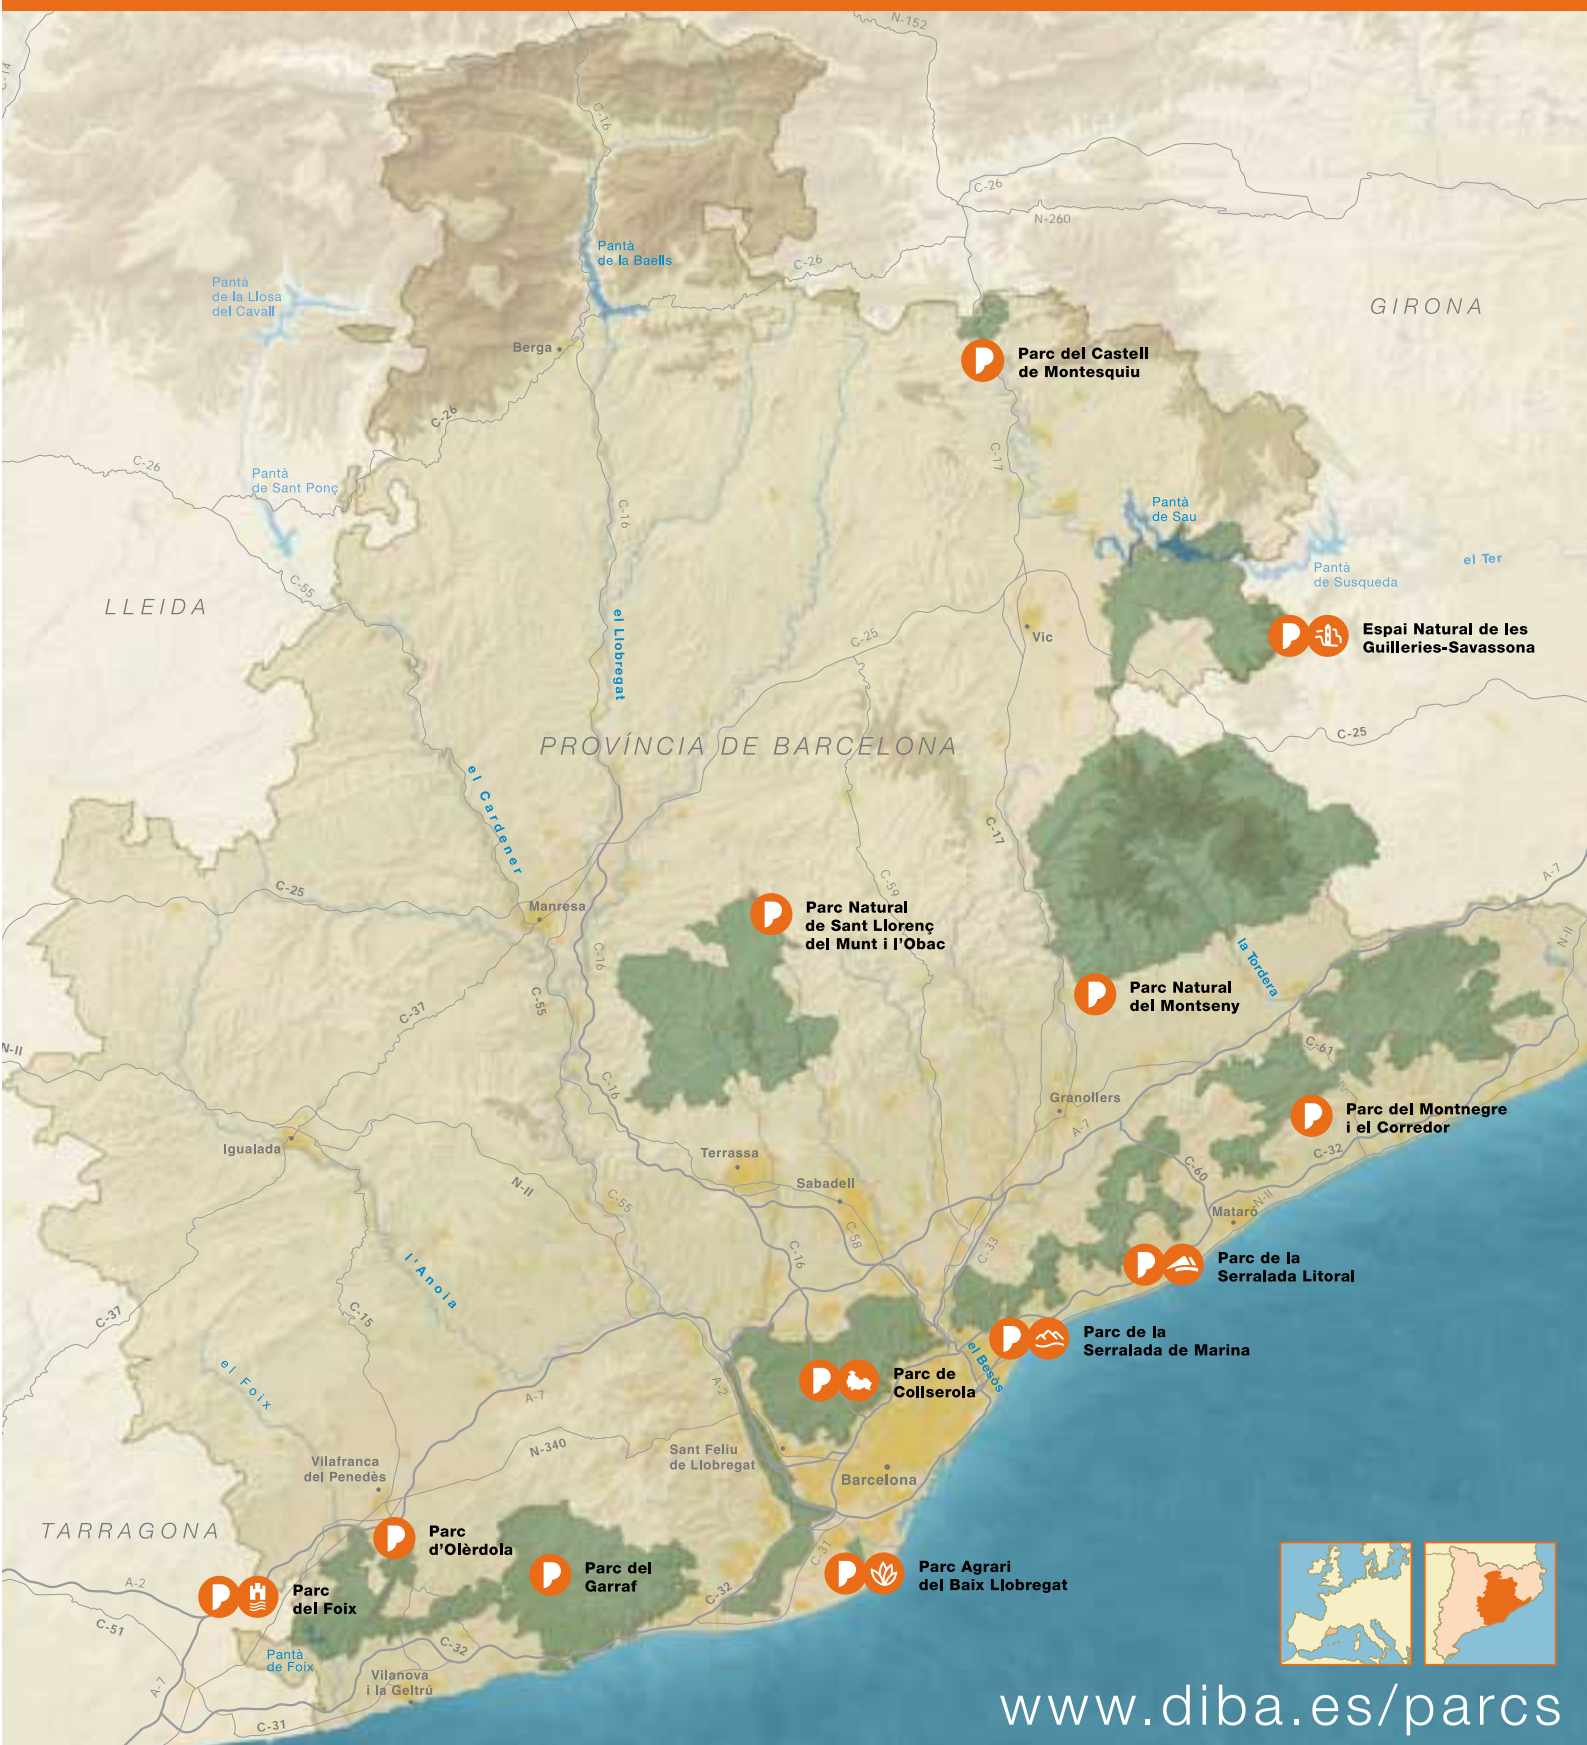 N-152
C-14
C-16
C-26
N-260
Pantà
de la Baells
C-26
Pantà
de la Llosa
del Cavall
GIRONA
Berga
Parc del Castell
de Montesquiu
C-26
C-26
C-17
Pantà
de Sant Ponç
C-16
Pantà
de Sau
el Ter
Pantà
de Susqueda
C-55
LLEIDA
el Llobregat
C-25
Vic
Espai Natural de les
Guilleries-Savassona
PROVÍNCIA DE BARCELONA
C-25
el Cardener
C-17
C-59
A-7
C-25
Manresa
Parc Natural
de Sant Llorenç
del Munt i l'Obac
N-II
C-16
la Tordera
C-55
Parc Natural
del Montseny
C-37
N-II
C-61
C-16
Granollers
Parc del Montnegre
i el Corredor
A-7
Igualada
Terrassa
C-32
N-II
Sabadell
C-60
C-55
N-II
Mataró
C-58
C-33
C-16
l'Anoia
Parc de la
Serralada Litoral
C-37
C-15
Parc de la
Serralada de Marina
el Besòs
el Foix
A-2
Parc de
Collserola
A-7
N-340
Sant Feliu
de Llobregat
Vilafranca
del Penedès
Barcelona
TARRAGONA
Parc
d'Olèrdola
C-31
Parc del
Garraf
Parc Agrari
del Baix Llobregat
A-2
Parc
del Foix
C-32
C-51
C-32
Pantà
de Foix
Vilanova
i la Geltrú
A-7
C-31
www.diba.es/parcs